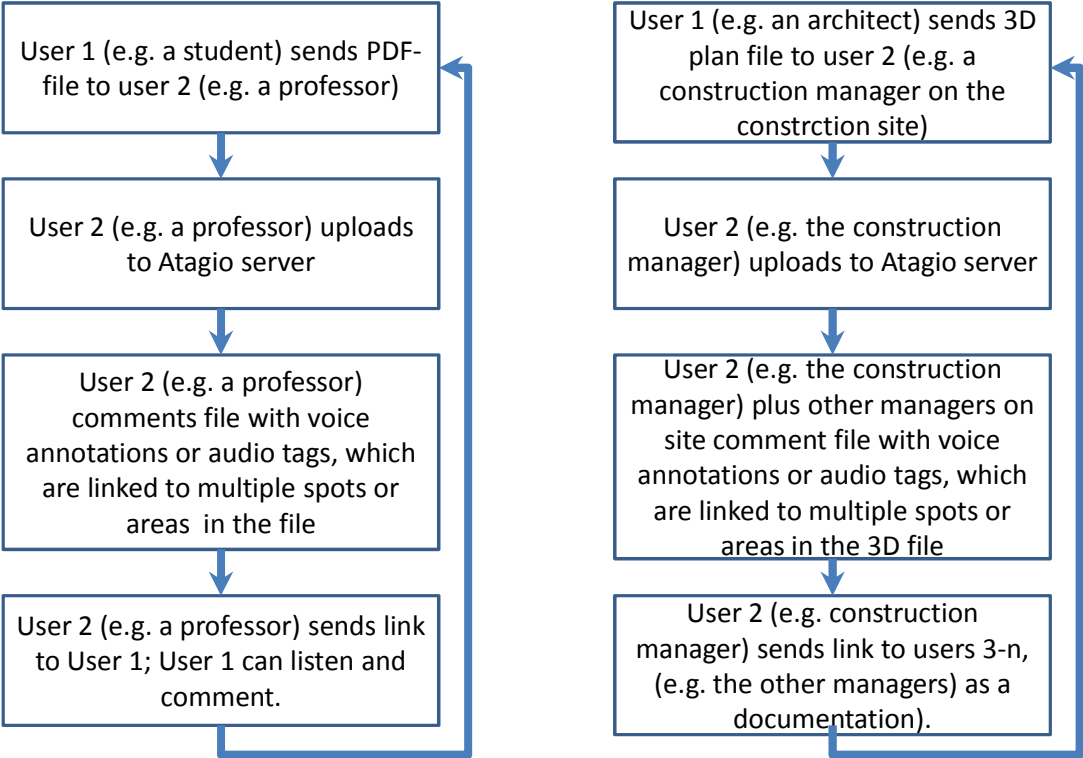 User 1 (e.g. a student) sends PDF-
file to user 2 (e.g. a professor)
User 2 (e.g. a professor) uploads
to Atagio server
User 2 (e.g. a professor)
comments file with voice
annotations or audio tags, which
are linked to multiple spots or
areas in the file
User 2 (e.g. a professor) sends link
to User 1; User 1 can listen and
comment.
User 1 (e.g. an architect) sends 3D
plan file to user 2 (e.g. a
construction manager on the
constrction site)
User 2 (e.g. the construction
manager) uploads to Atagio server
User 2 (e.g. the construction
manager) plus other managers on
site comment file with voice
annotations or audio tags, which
are linked to multiple spots or
areas in the 3D file
User 2 (e.g. construction
manager) sends link to users 3-n,
(e.g. the other managers) as a
documentation).